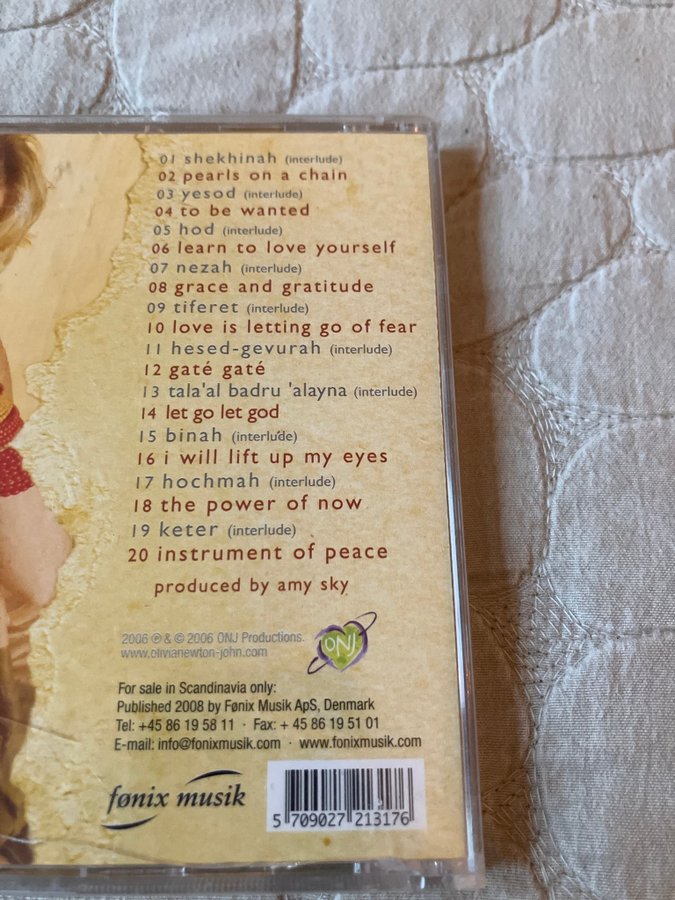 01 shekhinah (interlude)
02 pearls on a chain
03 yesod (interlude)
04 to be wanted
05 hod (interlude)
06 learn to love yourself
07 nezah (interlude)
08 grace and gratitude
09 tiferet (interlude)
10 love is letting go of fear
11 hesed-gevurah (interlude)
12 gaté gaté
13 tala'al badru 'alayna (interlude)
14 let go let god
15 binah (interlude)
16 i will lift up my eyes
17 hochmah (interlude)
18 the power of now
19 keter (interlude)
20 instrument of peace
produced by amy sky
2006 ℗ & © 2006 ONJ Productions.
www.olivianewton-john.com
ONJ
For sale in Scandinavia only:
Published 2008 by Fønix Musik ApS, Denmark
Tel: +45 86 19 58 11 · Fax: + 45 86 19 51 01
E-mail: info@fonixmusik.com · www.fonixmusik.com
fønix musik
5 709027 213176